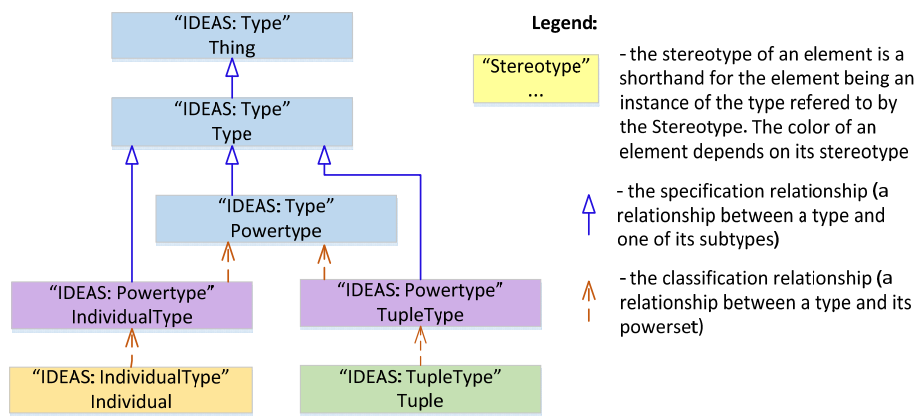 “IDEAS: Type”
Thing
“IDEAS: Type”
Type
“IDEAS: Type”
Powertype
“IDEAS: Powertype”
IndividualType
“IDEAS: Powertype”
TupleType
“IDEAS: IndividualType”
Individual
“IDEAS: TupleType”
Tuple
Legend:
“Stereotype”
...
- the stereotype of an element is a
shorthand for the element being an
instance of the type refered to by
the Stereotype. The color of an
element depends on its stereotype
- the specification relationship (a
relationship between a type and
one of its subtypes)
- the classification relationship (a
relationship between a type and its
powerset)